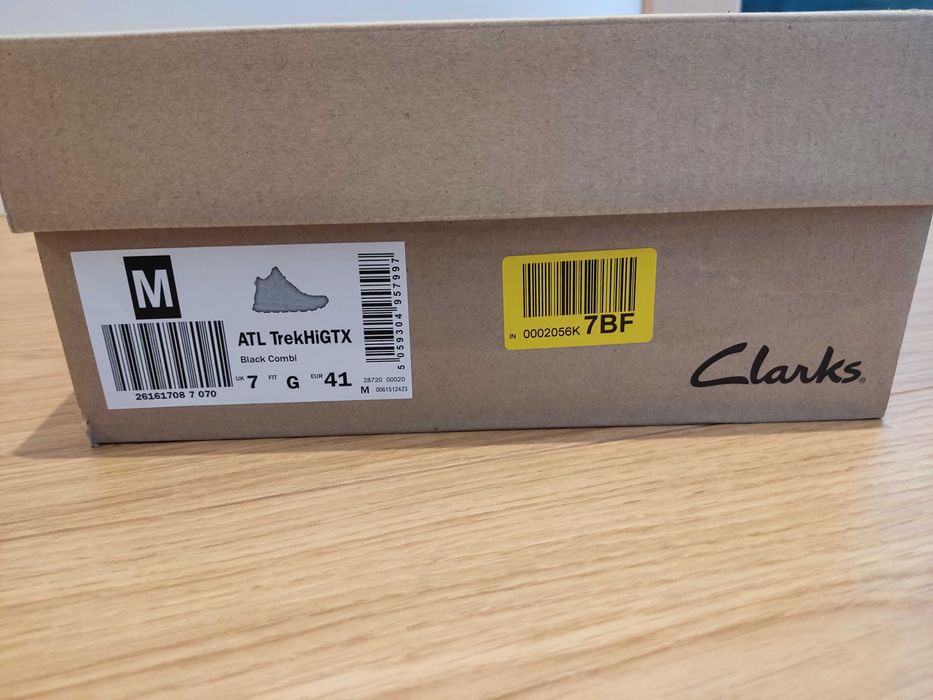 M
ATL TrekHiGTX
Black Combi
UK 7 FIT G EUR 41
26161708 7 070
5 059304 957997
28720 00020
M 0061512423
IN 0002056K 7BF
Clarks®